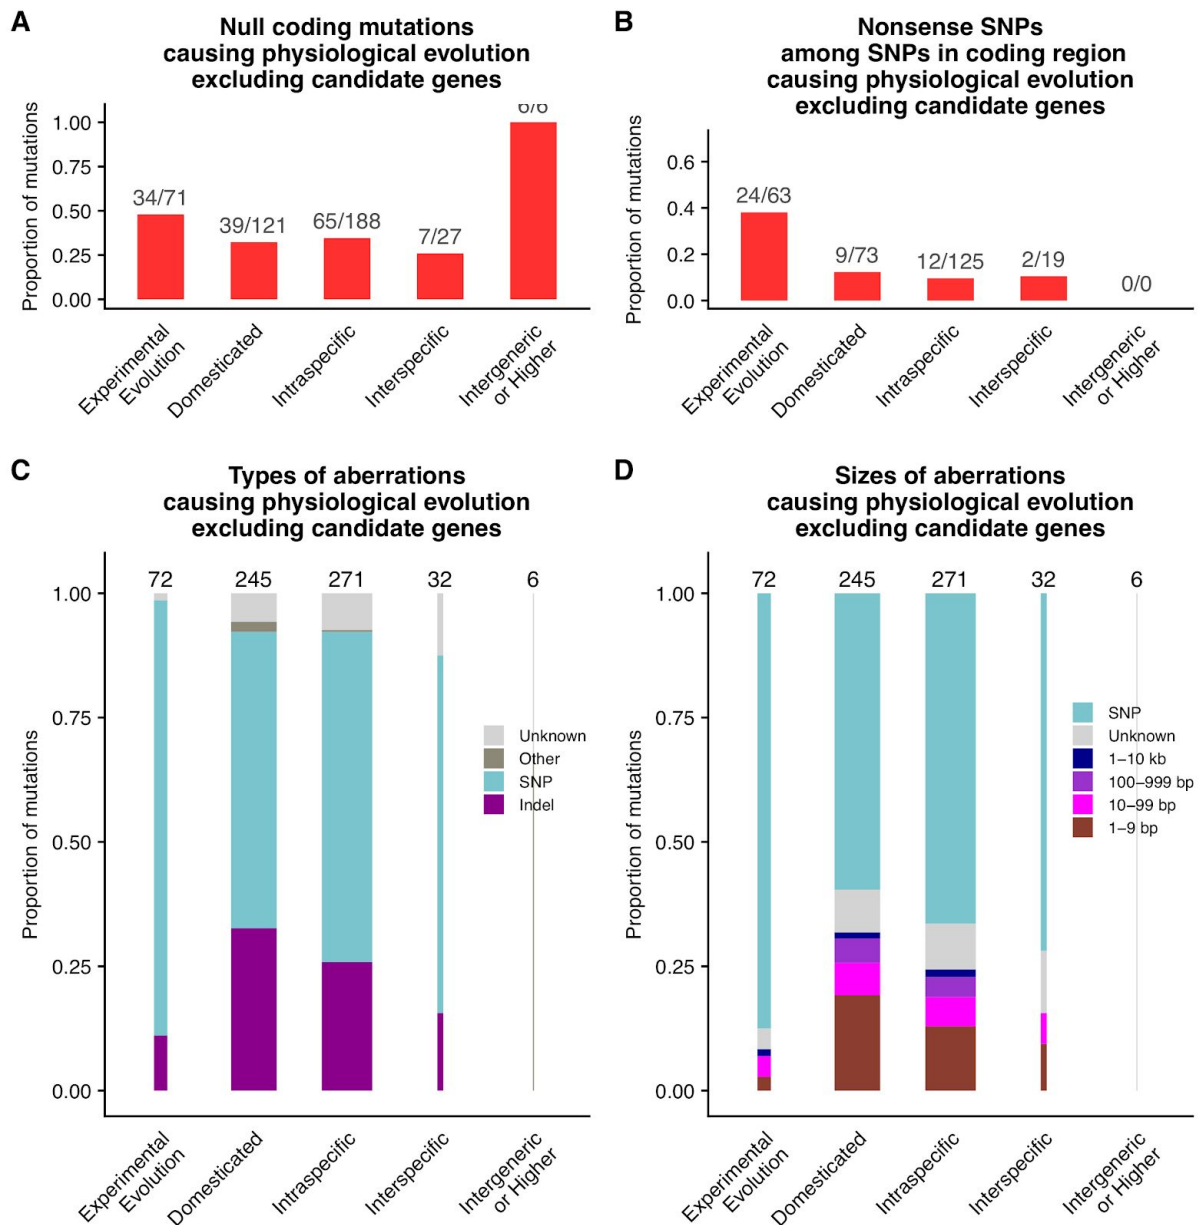 A
Null coding mutations
causing physiological evolution
excluding candidate genes
Proportion of mutations
1.00
0.75
0.50
0.25
0.00
34/71
39/121
65/188
7/27
6/6
Experimental
Evolution
Domesticated
Intraspecific
Interspecific
Intergeneric
or Higher
B
Nonsense SNPs
among SNPs in coding region
causing physiological evolution
excluding candidate genes
Proportion of mutations
0.6
0.4
0.2
0.0
24/63
9/73
12/125
2/19
0/0
Experimental
Evolution
Domesticated
Intraspecific
Interspecific
Intergeneric
or Higher
C
Types of aberrations
causing physiological evolution
excluding candidate genes
Proportion of mutations
1.00
0.75
0.50
0.25
0.00
72
245
271
32
6
Unknown
Other
SNP
Indel
Experimental
Evolution
Domesticated
Intraspecific
Interspecific
Intergeneric
or Higher
D
Sizes of aberrations
causing physiological evolution
excluding candidate genes
Proportion of mutations
1.00
0.75
0.50
0.25
0.00
72
245
271
32
6
SNP
Unknown
1–10 kb
100–999 bp
10–99 bp
1–9 bp
Experimental
Evolution
Domesticated
Intraspecific
Interspecific
Intergeneric
or Higher